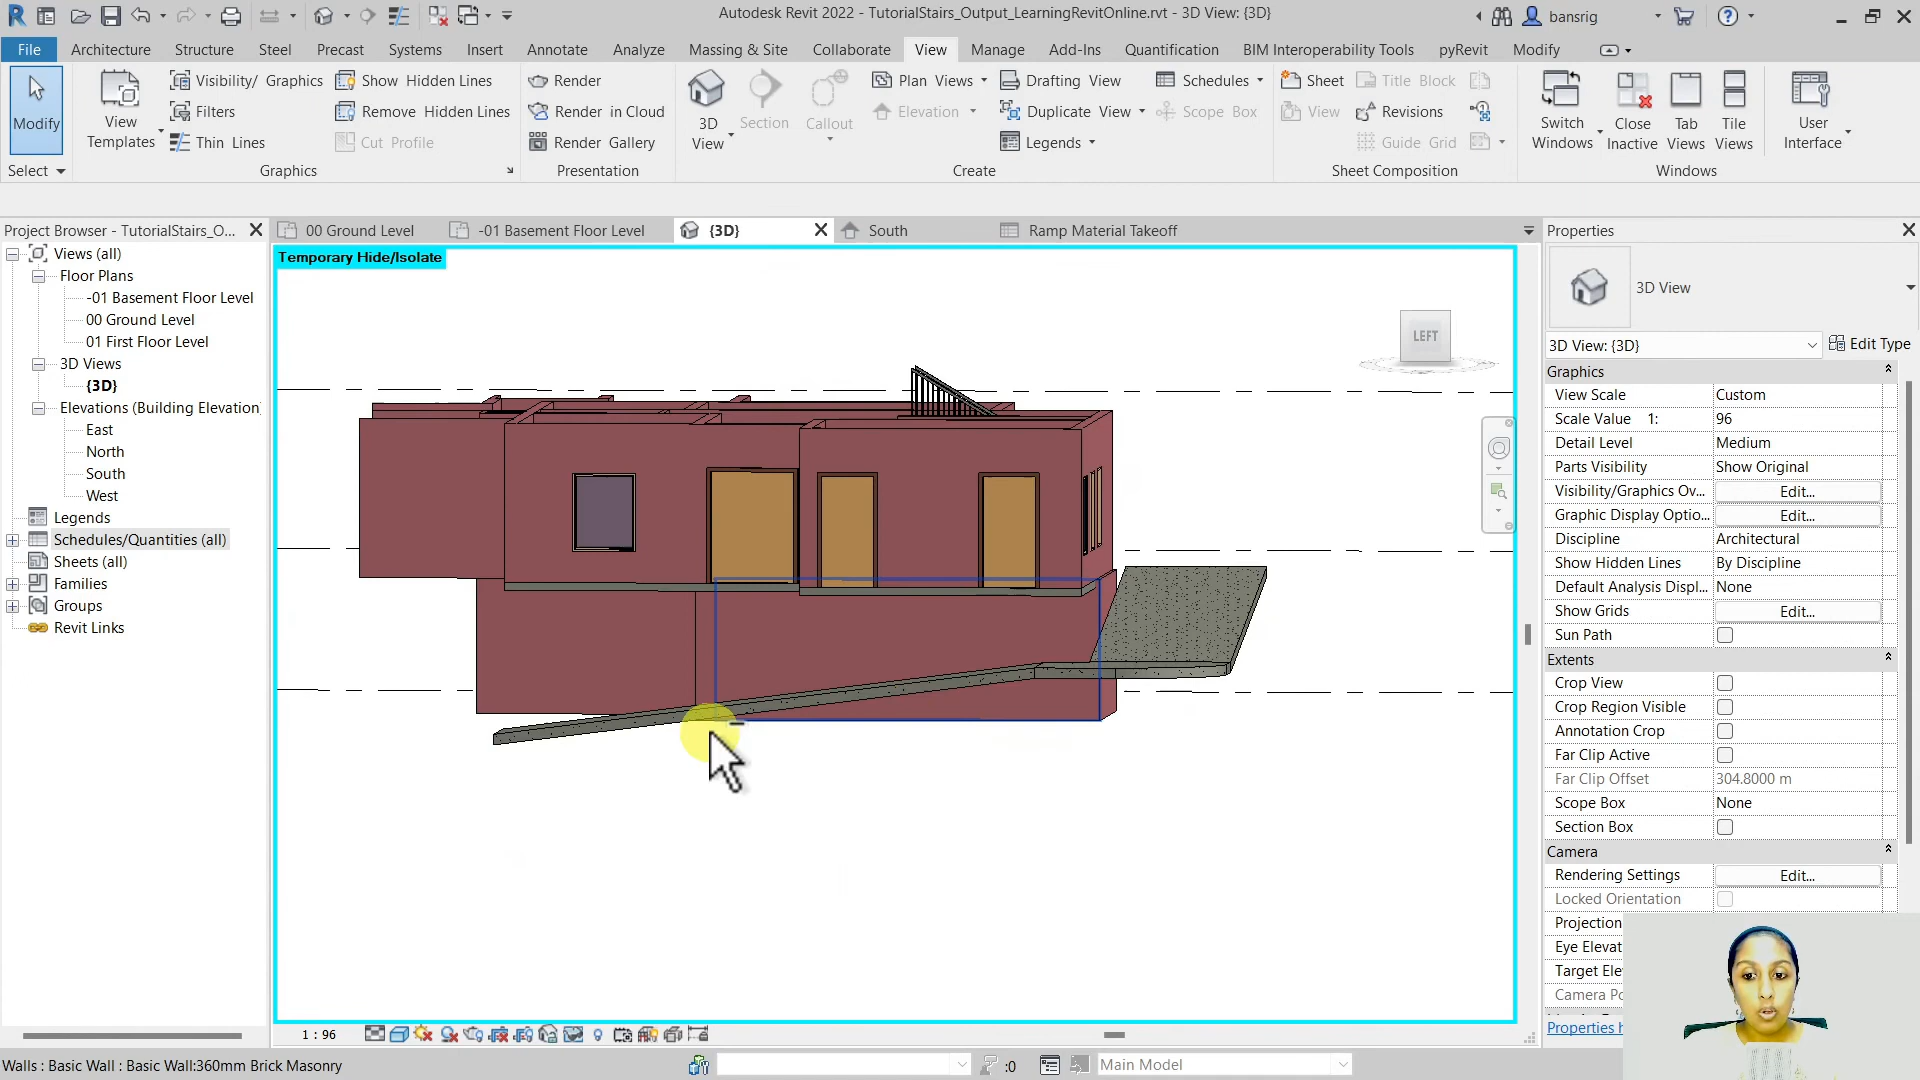 Autodesk Revit 2022 - TutorialStairs_Output_LearningRevitOnline.rvt - 3D View: {3D}
bansrig
File
Architecture
Structure
Steel
Precast
Systems
Insert
Annotate
Analyze
Massing & Site
Collaborate
View
Manage
Add-Ins
Quantification
BIM Interoperability Tools
pyRevit
Modify
Modify
Select
View Templates
Visibility/ Graphics
Filters
Thin Lines
Show Hidden Lines
Remove Hidden Lines
Cut Profile
Graphics
Render
Render in Cloud
Render Gallery
Presentation
3D View
Section
Callout
Plan Views
Elevation
Drafting View
Duplicate View
Legends
Schedules
Scope Box
Create
Sheet
View
Title Block
Revisions
Guide Grid
Sheet Composition
Switch Windows
Close Inactive
Tab Views
Tile Views
User Interface
Windows
Project Browser - TutorialStairs_O...
Views (all)
Floor Plans
-01 Basement Floor Level
00 Ground Level
01 First Floor Level
3D Views
{3D}
Elevations (Building Elevation)
East
North
South
West
Legends
Schedules/Quantities (all)
Sheets (all)
Families
Groups
Revit Links
00 Ground Level
-01 Basement Floor Level
{3D}
South
Ramp Material Takeoff
Temporary Hide/Isolate
LEFT
Properties
3D View
3D View: {3D}
Edit Type
Graphics
View Scale Custom
Scale Value 1: 96
Detail Level Medium
Parts Visibility Show Original
Visibility/Graphics Ov... Edit...
Graphic Display Optio... Edit...
Discipline Architectural
Show Hidden Lines By Discipline
Default Analysis Displ... None
Show Grids Edit...
Sun Path
Extents
Crop View
Crop Region Visible
Annotation Crop
Far Clip Active
Far Clip Offset 304.8000 m
Scope Box None
Section Box
Camera
Rendering Settings Edit...
Locked Orientation
Projection
Eye Elevat
Target Ele
Camera Po
Properties h
1 : 96
Walls : Basic Wall : Basic Wall:360mm Brick Masonry
:0
Main Model